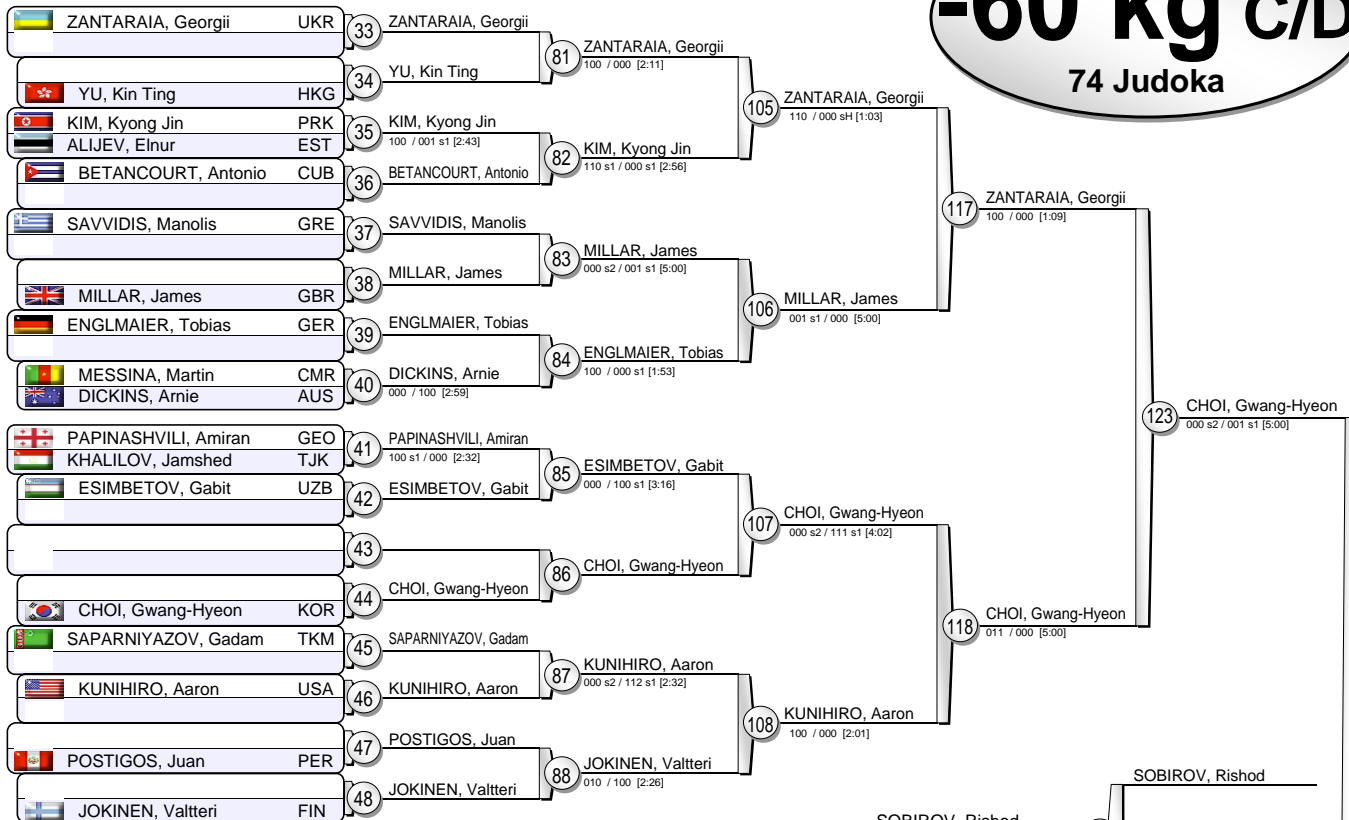 -60 kg C/D
74 Judoka
ZANTARAIA, Georgii UKR
YU, Kin Ting HKG
KIM, Kyong Jin PRK
ALIJEV, Elnur EST
BETANCOURT, Antonio CUB
SAVVIDIS, Manolis GRE
MILLAR, James GBR
ENGLMAIER, Tobias GER
MESSINA, Martin CMR
DICKINS, Arnie AUS
PAPINASHVILI, Amiran GEO
KHALILOV, Jamshed TJK
ESIMBETOV, Gabit UZB
CHOI, Gwang-Hyeon KOR
SAPARNIYAZOV, Gadam TKM
KUNIHIRO, Aaron USA
POSTIGOS, Juan PER
JOKINEN, Valtteri FIN
33 ZANTARAIA, Georgii
34 YU, Kin Ting
35 KIM, Kyong Jin
100 / 001 s1 [2:43]
36 BETANCOURT, Antonio
37 SAVVIDIS, Manolis
38 MILLAR, James
39 ENGLMAIER, Tobias
40 DICKINS, Arnie
000 / 100 [2:59]
41 PAPINASHVILI, Amiran
100 s1 / 000 [2:32]
42 ESIMBETOV, Gabit
43
44 CHOI, Gwang-Hyeon
45 SAPARNIYAZOV, Gadam
46 KUNIHIRO, Aaron
47 POSTIGOS, Juan
48 JOKINEN, Valtteri
81 ZANTARAIA, Georgii
100 / 000 [2:11]
82 KIM, Kyong Jin
110 s1 / 000 s1 [2:56]
83 MILLAR, James
000 s2 / 001 s1 [5:00]
84 ENGLMAIER, Tobias
100 / 000 s1 [1:53]
85 ESIMBETOV, Gabit
000 / 100 s1 [3:16]
86 CHOI, Gwang-Hyeon
87 KUNIHIRO, Aaron
000 s2 / 112 s1 [2:32]
88 JOKINEN, Valtteri
010 / 100 [2:26]
105 ZANTARAIA, Georgii
110 / 000 sH [1:03]
106 MILLAR, James
001 s1 / 000 [5:00]
107 CHOI, Gwang-Hyeon
000 s2 / 111 s1 [4:02]
108 KUNIHIRO, Aaron
100 / 000 [2:01]
117 ZANTARAIA, Georgii
100 / 000 [1:09]
118 CHOI, Gwang-Hyeon
011 / 000 [5:00]
123 CHOI, Gwang-Hyeon
000 s2 / 001 s1 [5:00]
SOBIROV, Rishod
SOBIROV, Rishod